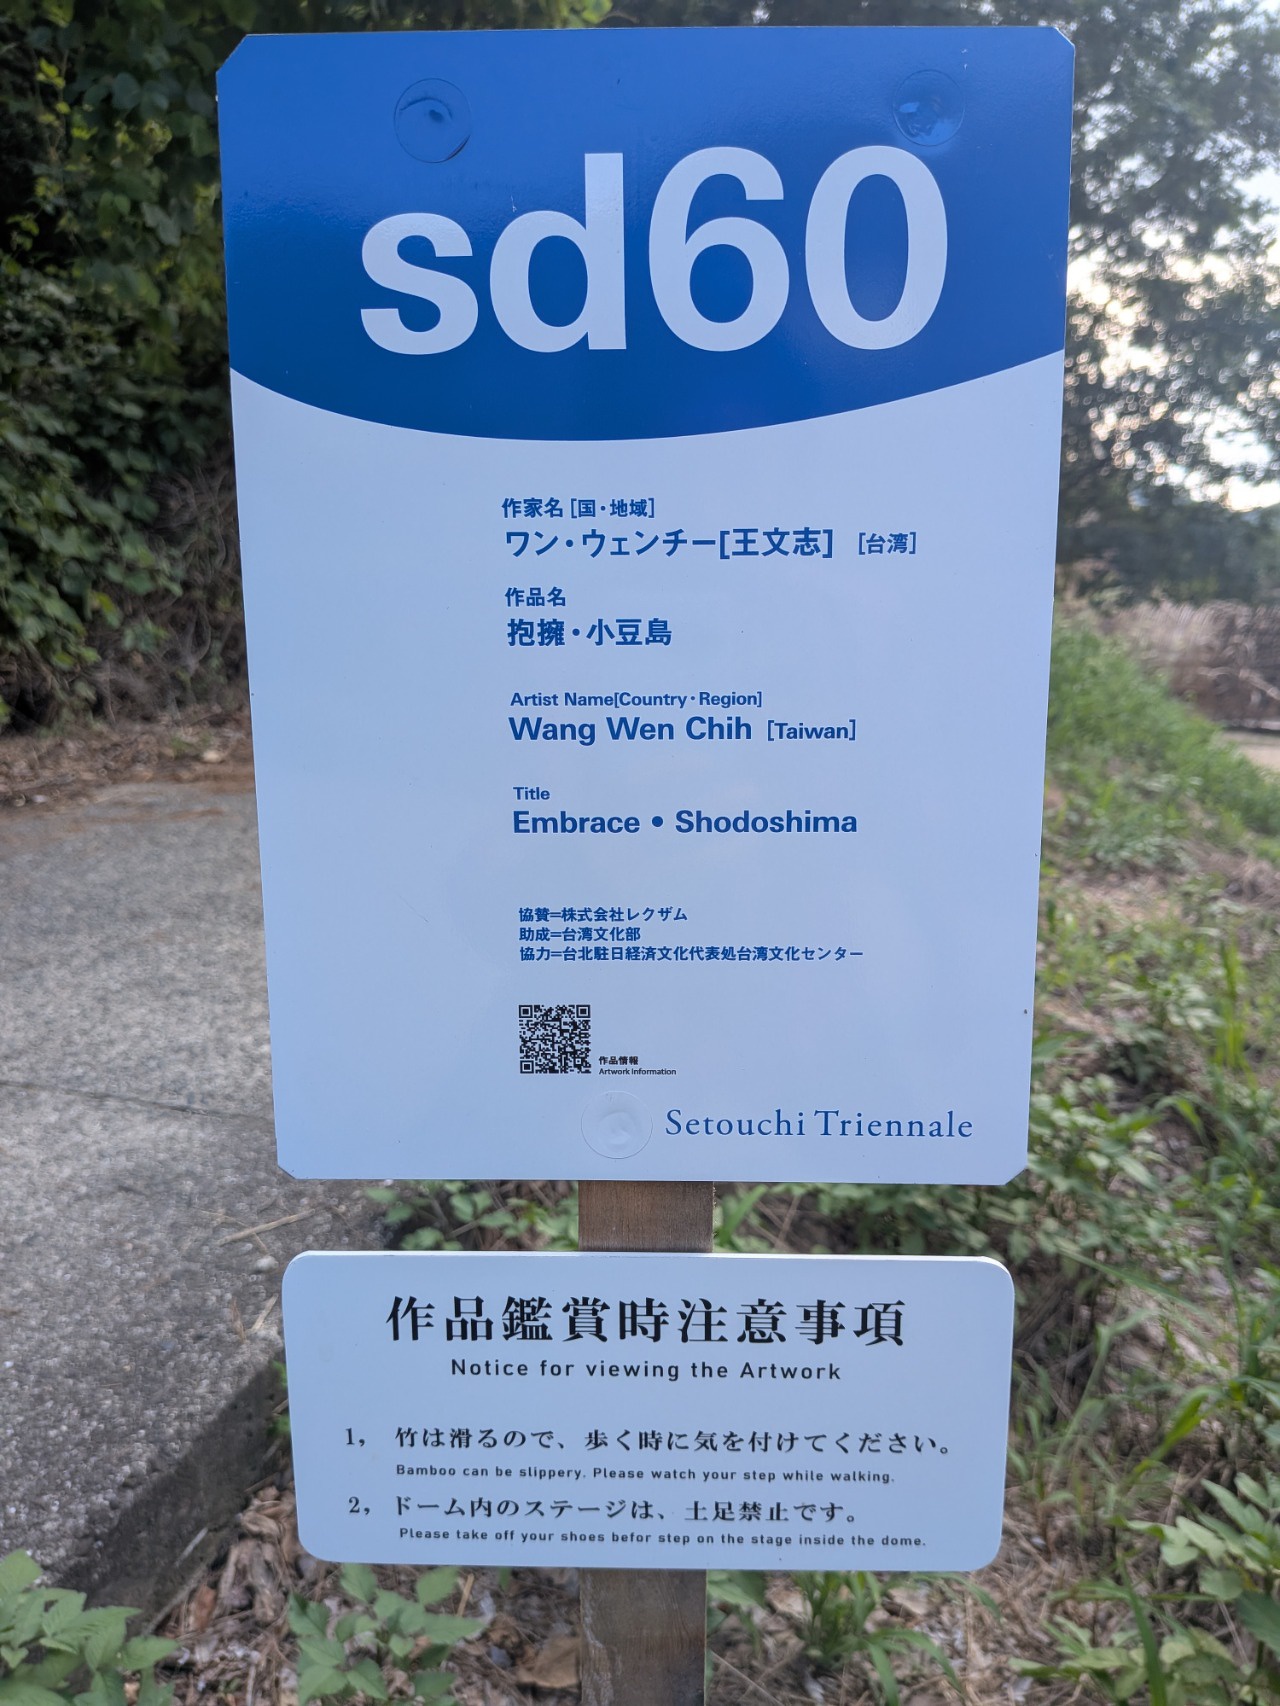 sd60
作家名 [国・地域]
ワン・ウェンチー[王文志] [台湾]
作品名
抱擁・小豆島
Artist Name[Country・Region]
Wang Wen Chih [Taiwan]
Title
Embrace • Shodoshima
協賛=株式会社レクザム
助成=台湾文化部
協力=台北駐日経済文化代表処台湾文化センター
作品情報
Artwork Information
Setouchi Triennale
作品鑑賞時注意事項
Notice for viewing the Artwork
1, 竹は滑るので、歩く時に気を付けてください。
Bamboo can be slippery. Please watch your step while walking.
2, ドーム内のステージは、土足禁止です。
Please take off your shoes befor step on the stage inside the dome.